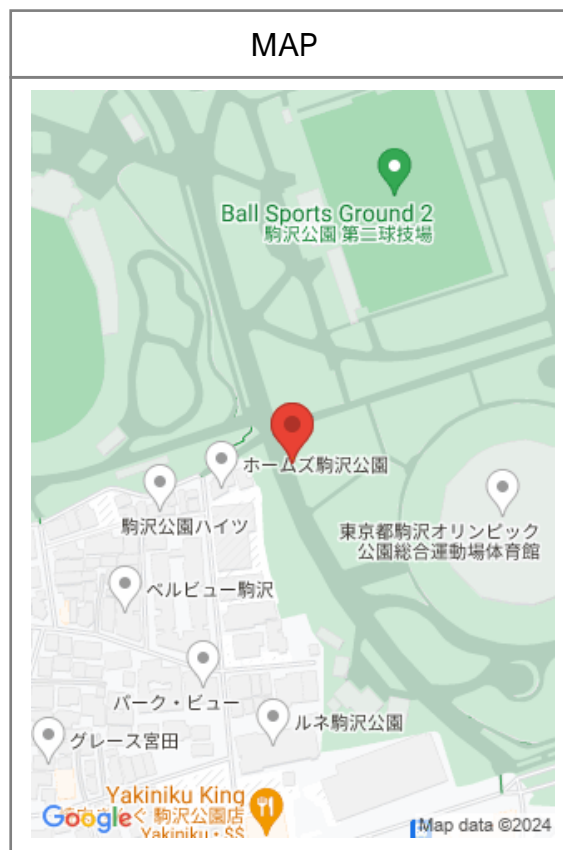 MAP
Ball Sports Ground 2
駒沢公園 第二球技場
ホームズ駒沢公園
駒沢公園ハイツ
東京都駒沢オリンピック
公園総合運動場体育館
ベルビュー駒沢
パーク・ビュー
ルネ駒沢公園
グレース宮田
Yakiniku King
ぐ 駒沢公園店
Yakiniku・$$
Google
Map data ©2024